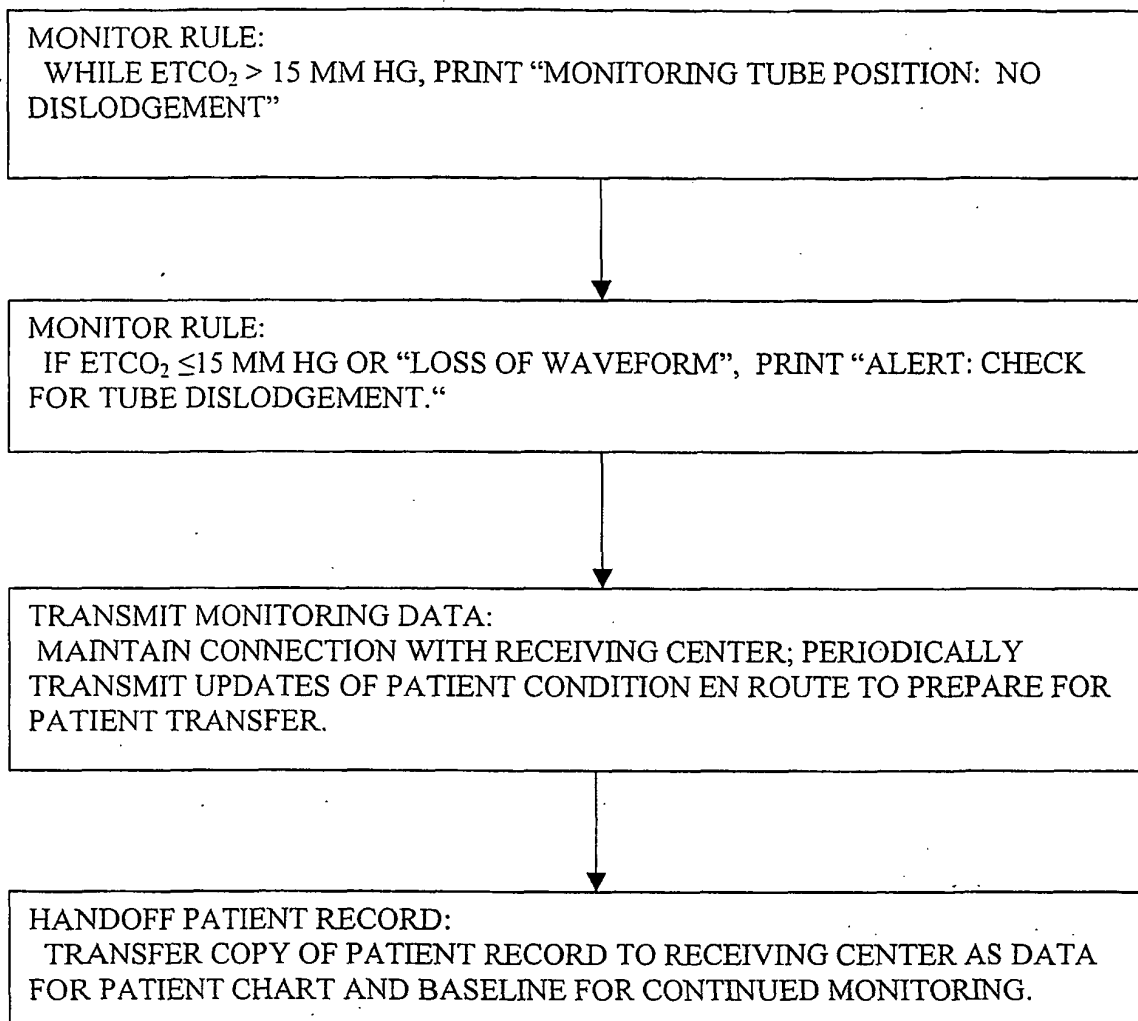 MONITOR RULE:
WHILE ETCO₂ > 15 MM HG, PRINT “MONITORING TUBE POSITION: NO
DISLODGEMENT”
MONITOR RULE:
IF ETCO₂ ≤15 MM HG OR “LOSS OF WAVEFORM”, PRINT “ALERT: CHECK
FOR TUBE DISLODGEMENT.“
TRANSMIT MONITORING DATA:
MAINTAIN CONNECTION WITH RECEIVING CENTER; PERIODICALLY
TRANSMIT UPDATES OF PATIENT CONDITION EN ROUTE TO PREPARE FOR
PATIENT TRANSFER.
HANDOFF PATIENT RECORD:
TRANSFER COPY OF PATIENT RECORD TO RECEIVING CENTER AS DATA
FOR PATIENT CHART AND BASELINE FOR CONTINUED MONITORING.